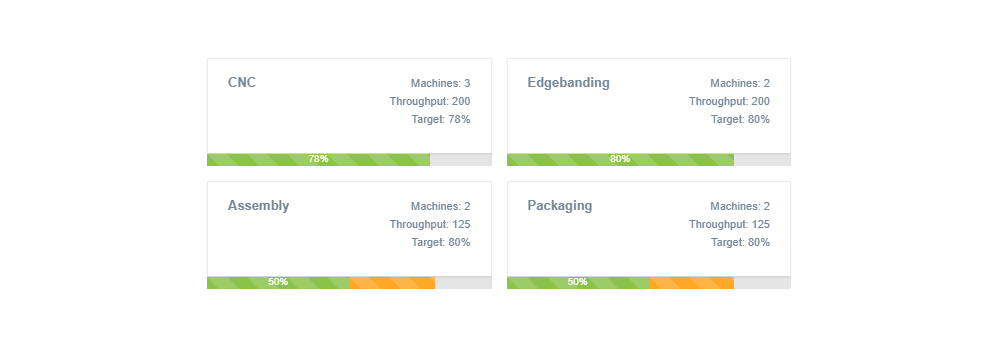 CNC
Machines: 3
Throughput: 200
Target: 78%
78%
Edgebanding
Machines: 2
Throughput: 200
Target: 80%
80%
Assembly
Machines: 2
Throughput: 125
Target: 80%
50%
Packaging
Machines: 2
Throughput: 125
Target: 80%
50%